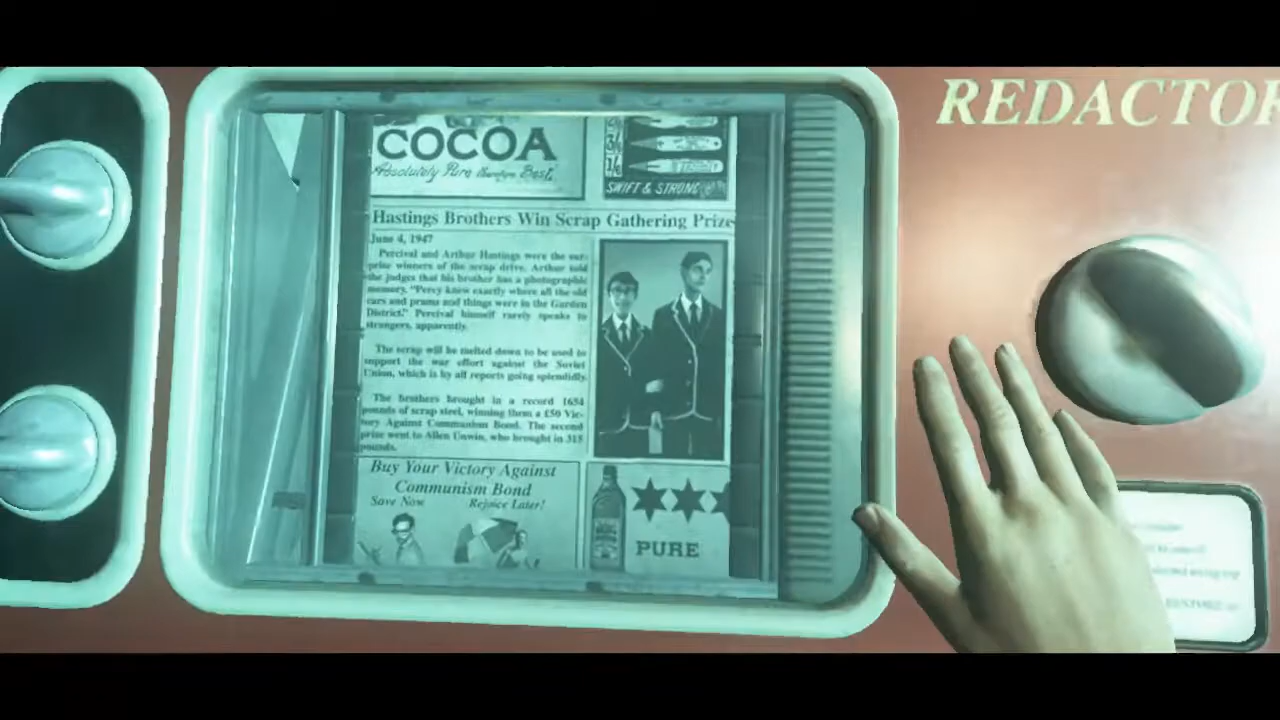 REDACTOR
COCOA
Absolutely Pure therefore Best.
SWIFT & STRONG
Hastings Brothers Win Scrap Gathering Prize
June 4, 1947
Percival and Arthur Hastings were the sur-
prize winners of the scrap drive. Arthur told
the judges that his brother has a photographic
memory. "Percy knew exactly where all the old
cars and prams and things were in the Garden
District." Percival himself rarely speaks to
strangers, apparently.
The scrap will be melted down to be used to
support the war effort against the Soviet
Union, which is by all reports going splendidly.
The brothers brought in a record 1654
pounds of scrap steel, winning them a £50 Vic-
tory Against Communism Bond. The second
prize went to Allen Unwin, who brought in 315
pounds.
Buy Your Victory Against
Communism Bond
Save Now Rejoice Later!
PURE
RESTORE